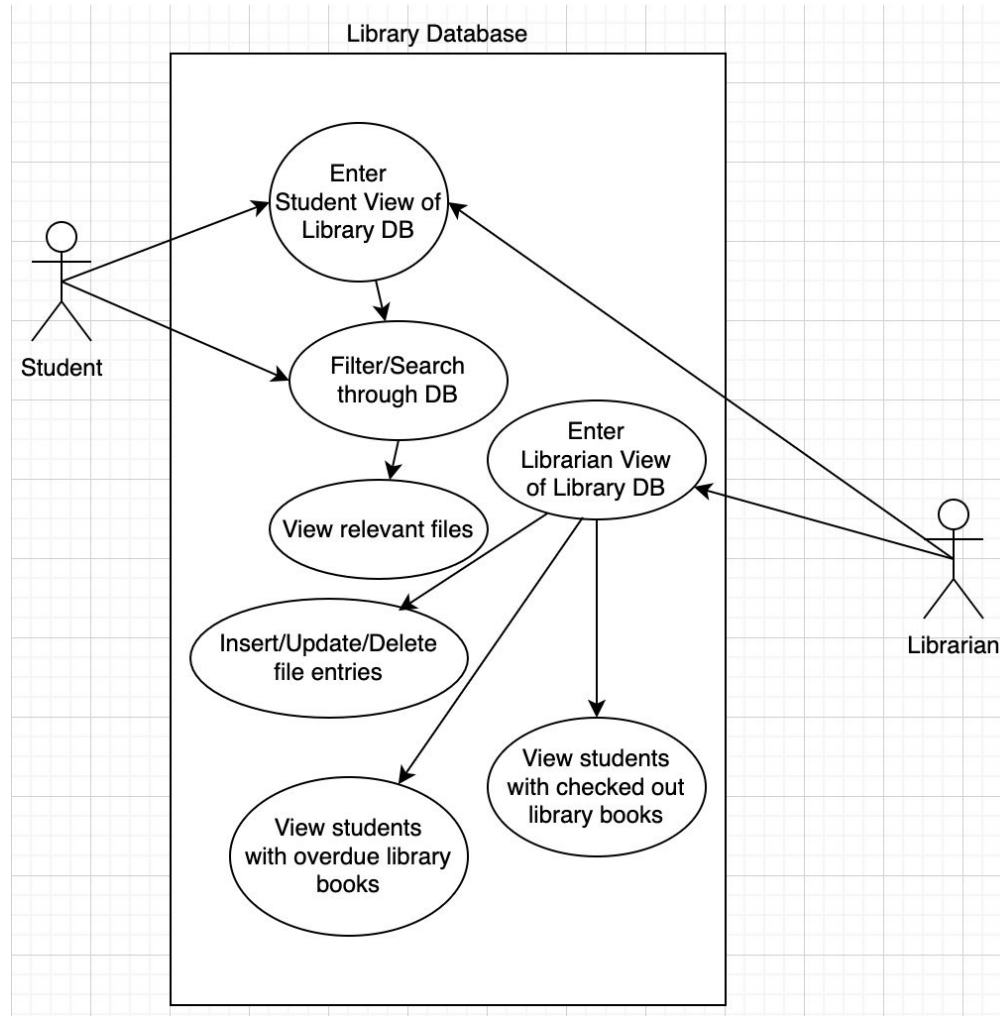 Library Database
Enter
Student View of
Library DB
Student
Filter/Search
through DB
Enter
Librarian View
of Library DB
View relevant files
Librarian
Insert/Update/Delete
file entries
View students
with checked out
library books
View students
with overdue library
books